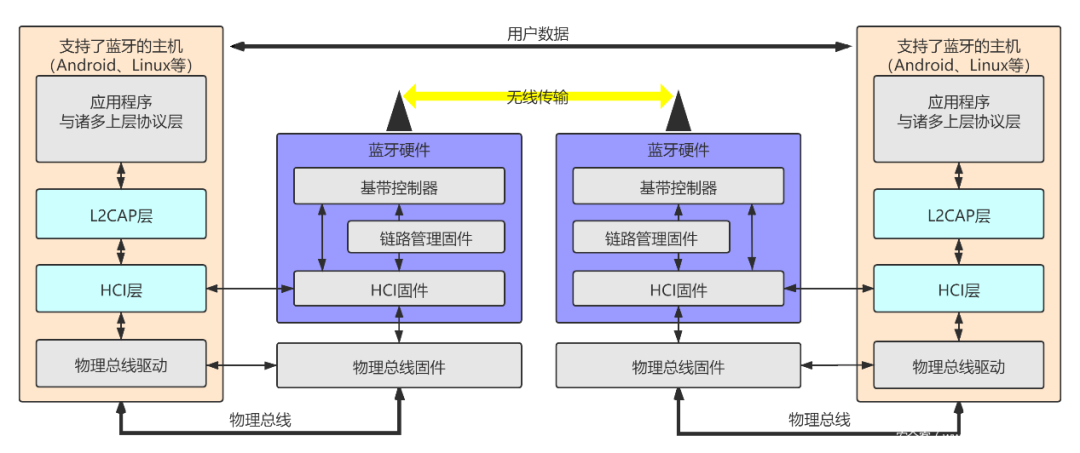 用户数据
支持了蓝牙的主机
（Android、Linux等）
应用程序
与诸多上层协议层
L2CAP层
HCI层
物理总线驱动
无线传输
蓝牙硬件
基带控制器
链路管理固件
HCI固件
物理总线固件
物理总线
蓝牙硬件
基带控制器
链路管理固件
HCI固件
物理总线固件
物理总线
支持了蓝牙的主机
（Android、Linux等）
应用程序
与诸多上层协议层
L2CAP层
HCI层
物理总线驱动